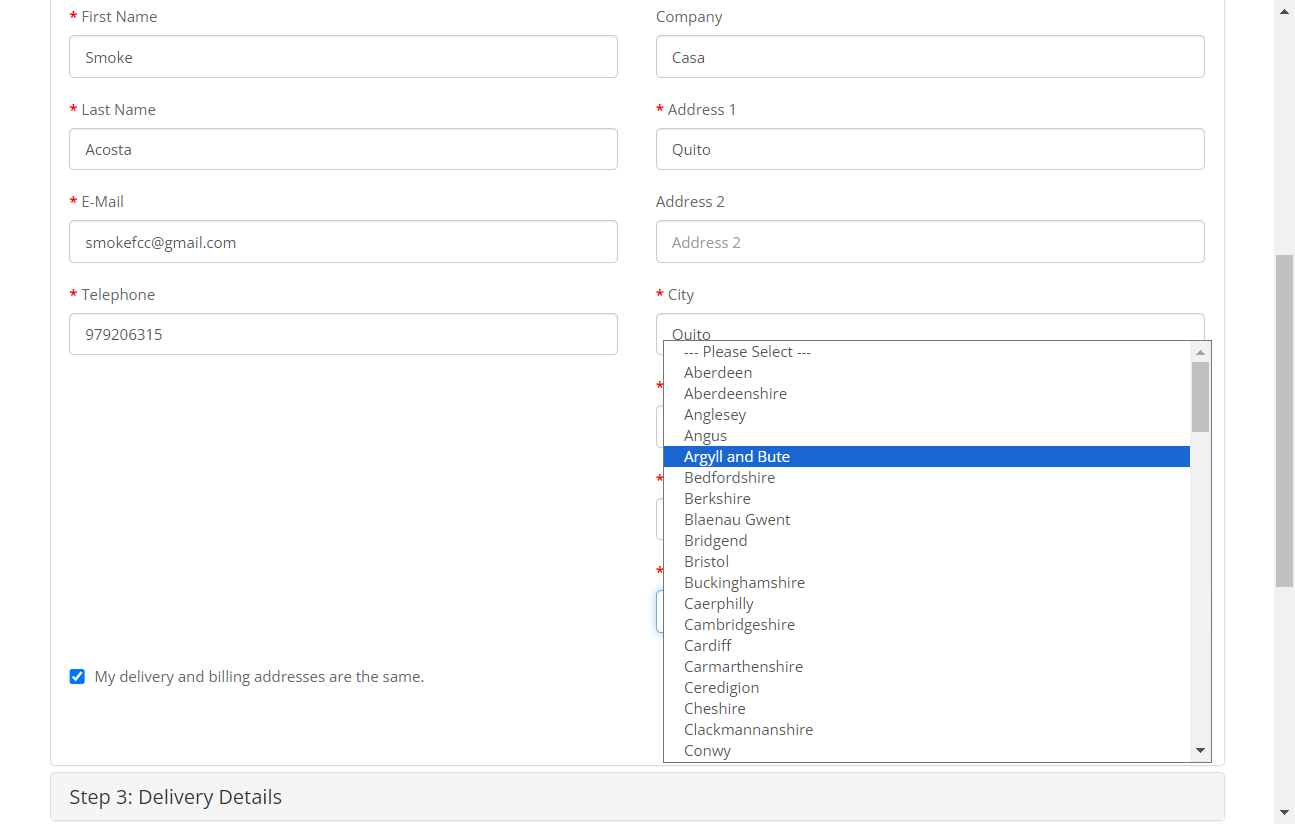 * First Name
Smoke
* Last Name
Acosta
* E-Mail
smokefcc@gmail.com
* Telephone
979206315
Company
Casa
* Address 1
Quito
Address 2
Address 2
* City
Quito
*
*
*
--- Please Select ---
Aberdeen
Aberdeenshire
Anglesey
Angus
Argyll and Bute
Bedfordshire
Berkshire
Blaenau Gwent
Bridgend
Bristol
Buckinghamshire
Caerphilly
Cambridgeshire
Cardiff
Carmarthenshire
Ceredigion
Cheshire
Clackmannanshire
Conwy
My delivery and billing addresses are the same.
Step 3: Delivery Details